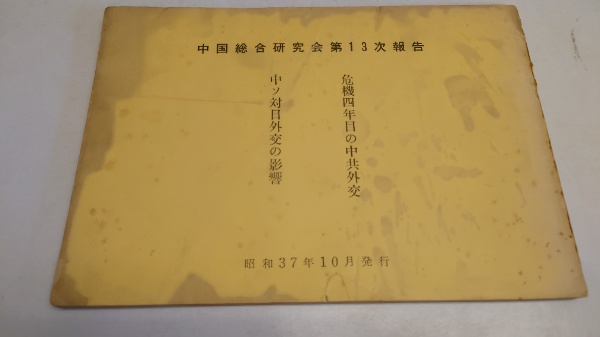 中国総合研究会第13次報告
危機四年目の中共外交
中ソ対日外交の影響
昭和37年10月発行